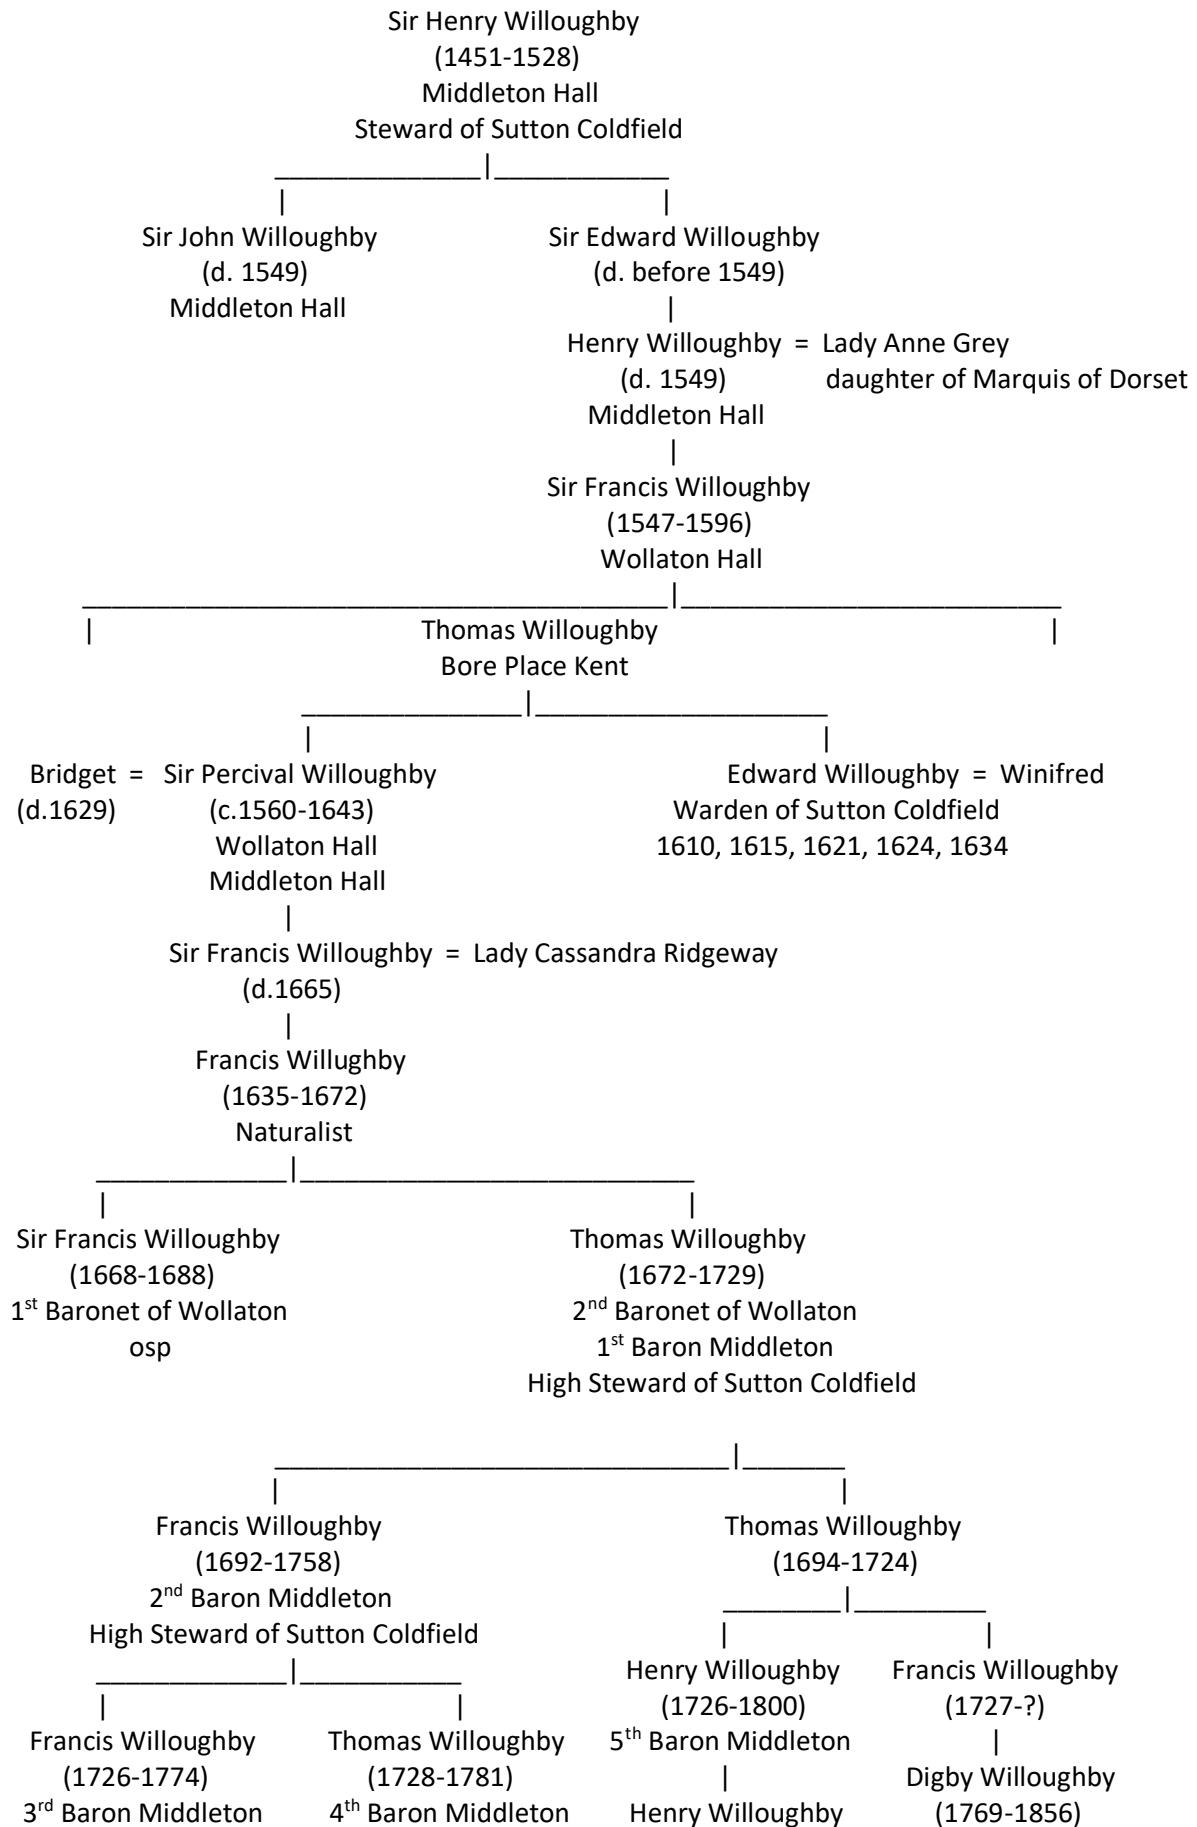 Sir Henry Willoughby
(1451-1528)
Middleton Hall
Steward of Sutton Coldfield
Sir John Willoughby Sir Edward Willoughby
(d. 1549) (d. before 1549)
Middleton Hall
Henry Willoughby = Lady Anne Grey
(d. 1549) daughter of Marquis of Dorset
Middleton Hall
Sir Francis Willoughby
(1547-1596)
Wollaton Hall
Thomas Willoughby
Bore Place Kent
Bridget = Sir Percival Willoughby Edward Willoughby = Winifred
(d.1629) (c.1560-1643) Warden of Sutton Coldfield
Wollaton Hall 1610, 1615, 1621, 1624, 1634
Middleton Hall
Sir Francis Willoughby = Lady Cassandra Ridgeway
(d.1665)
Francis Willughby
(1635-1672)
Naturalist
Sir Francis Willoughby Thomas Willoughby
(1668-1688) (1672-1729)
1st Baronet of Wollaton 2nd Baronet of Wollaton
osp 1st Baron Middleton
High Steward of Sutton Coldfield
Francis Willoughby Thomas Willoughby
(1692-1758) (1694-1724)
2nd Baron Middleton
High Steward of Sutton Coldfield
Henry Willoughby Francis Willoughby
(1726-1800) (1727-?)
Francis Willoughby Thomas Willoughby 5th Baron Middleton
(1726-1774) (1728-1781) Digby Willoughby
3rd Baron Middleton 4th Baron Middleton Henry Willoughby (1769-1856)